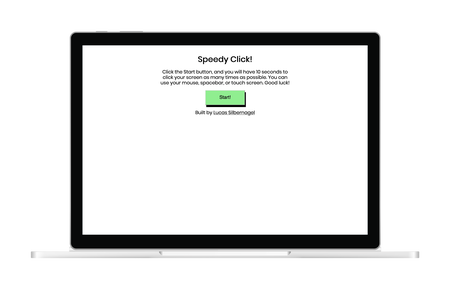 Speedy Click!
Click the Start button, and you will have 10 seconds to
click your screen as many times as possible. You can
use your mouse, spacebar, or touch screen. Good luck!
Start!
Built by Lucas Silbernagel